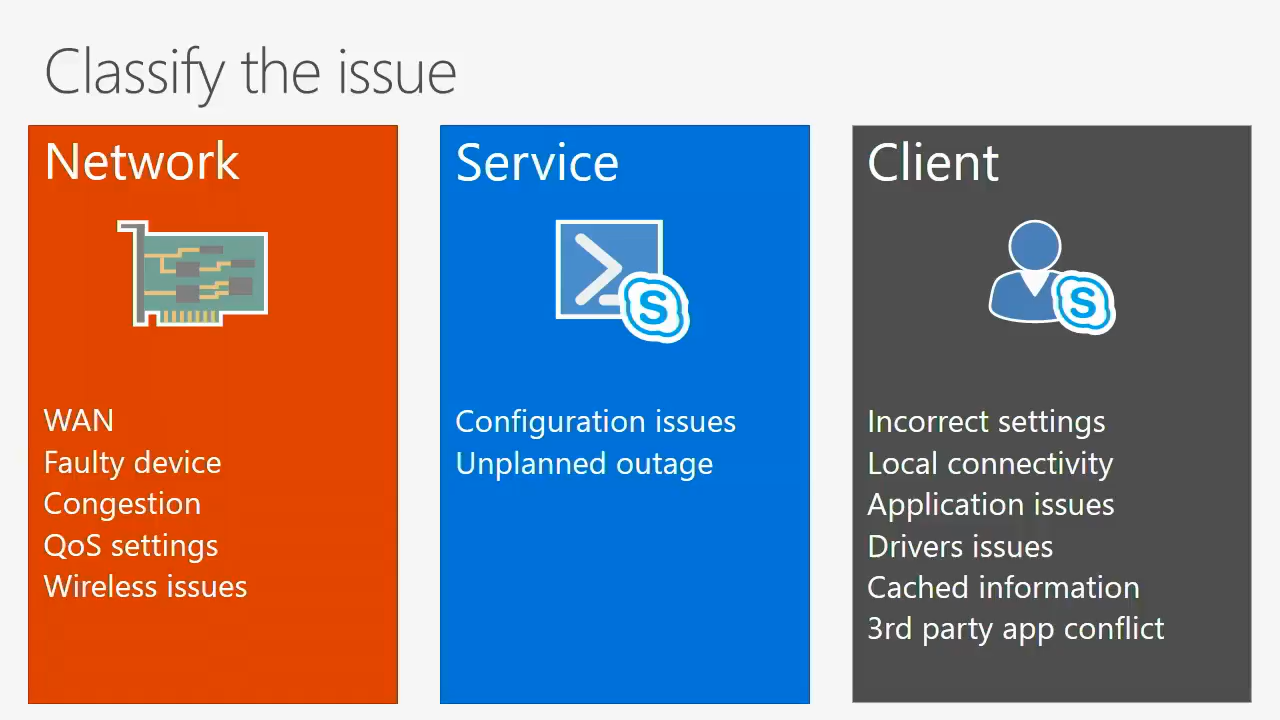 Classify the issue
Network
WAN
Faulty device
Congestion
QoS settings
Wireless issues
Service
S
Configuration issues
Unplanned outage
Client
S
Incorrect settings
Local connectivity
Application issues
Drivers issues
Cached information
3rd party app conflict